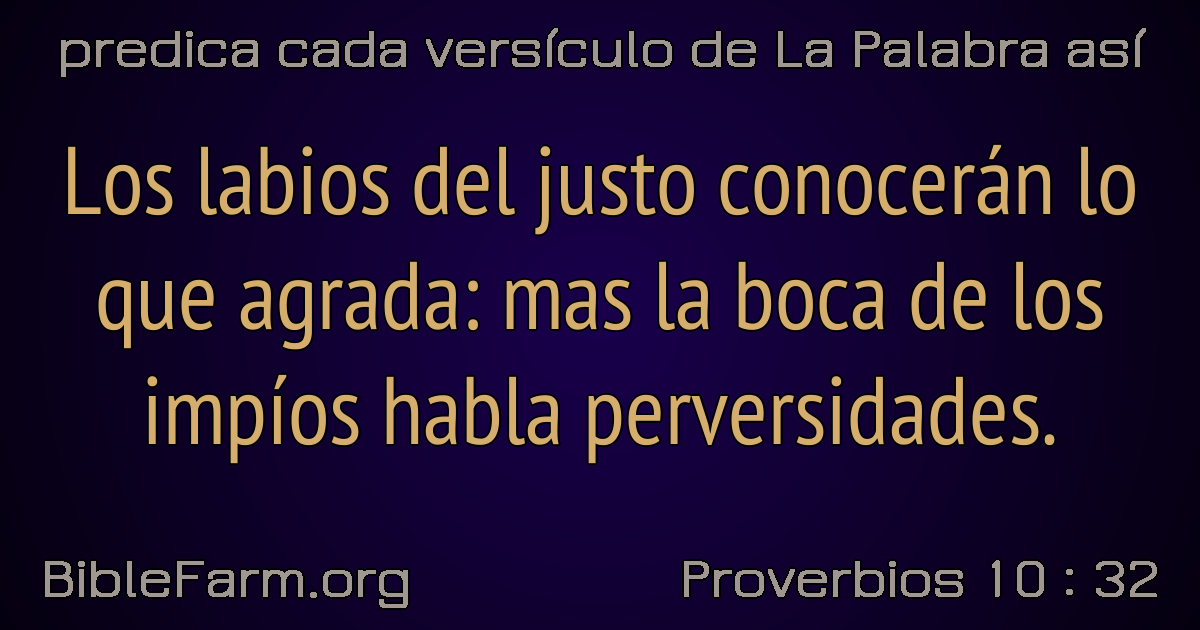 predica cada versículo de La Palabra así
Los labios del justo conocerán lo
que agrada: mas la boca de los
impíos habla perversidades.
BibleFarm.org
Proverbios 10 : 32